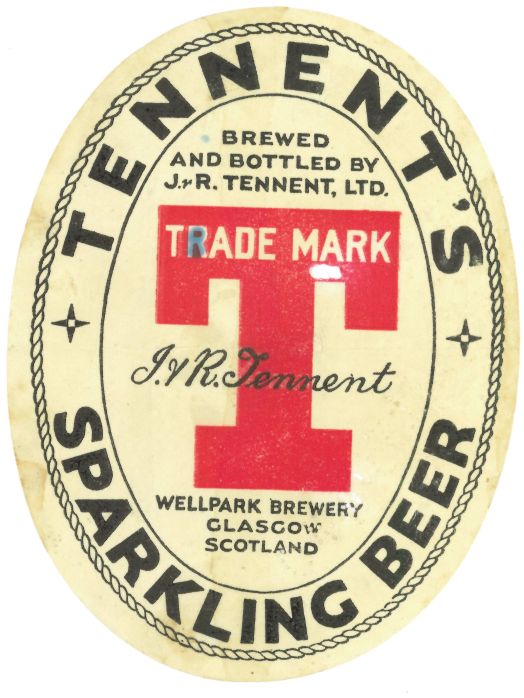 TENNENT'S
BREWED
AND BOTTLED BY
J. & R. TENNENT, LTD.
TRADE MARK
T
J. & R. Tennent
WELLPARK BREWERY
GLASGOW
SCOTLAND
SPARKLING BEER